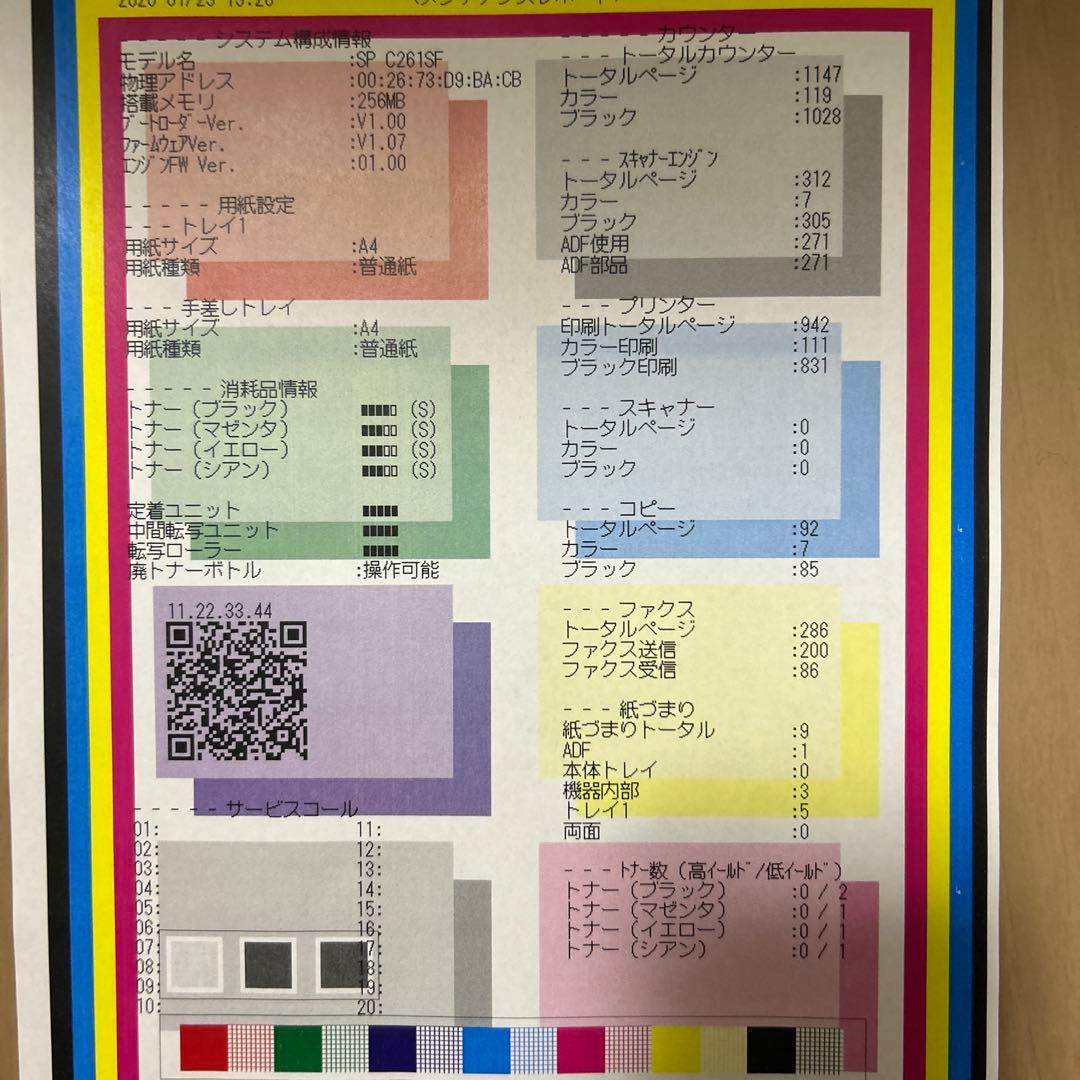 - - - - - システム構成情報
モデル名 :SP C261SF
物理アドレス :00:26:73:D9:BA:CB
搭載メモリ :256MB
ブートローダーVer. :V1.00
ファームウェアVer. :V1.07
エンジンFW Ver. :01.00
- - - - - 用紙設定
- - - トレイ1
用紙サイズ :A4
用紙種類 :普通紙
- - - 手差しトレイ
用紙サイズ :A4
用紙種類 :普通紙
- - - - - 消耗品情報
トナー（ブラック） ■■■■□ (S)
トナー（マゼンタ） ■■■□□ (S)
トナー（イエロー） ■■■□□ (S)
トナー（シアン） ■■■□□ (S)
定着ユニット ■■■■■
中間転写ユニット ■■■■■
転写ローラー ■■■■■
廃トナーボトル :操作可能
11.22.33.44
- - - - - サービスコール
01: 11:
02: 12:
03: 13:
04: 14:
05: 15:
06: 16:
07: 17:
08: 18:
09: 19:
10: 20:
- - - - - カウンター
- - - トータルカウンター
トータルページ :1147
カラー :119
ブラック :1028
- - - スキャナーエンジン
トータルページ :312
カラー :7
ブラック :305
ADF使用 :271
ADF部品 :271
- - - プリンター
印刷トータルページ :942
カラー印刷 :111
ブラック印刷 :831
- - - スキャナー
トータルページ :0
カラー :0
ブラック :0
- - - コピー
トータルページ :92
カラー :7
ブラック :85
- - - ファクス
トータルページ :286
ファクス送信 :200
ファクス受信 :86
- - - 紙づまり
紙づまりトータル :9
ADF :1
本体トレイ :0
機器内部 :3
トレイ1 :5
両面 :0
- - - トナー数（高イールド/低イールド）
トナー（ブラック） :0 / 2
トナー（マゼンタ） :0 / 1
トナー（イエロー） :0 / 1
トナー（シアン） :0 / 1